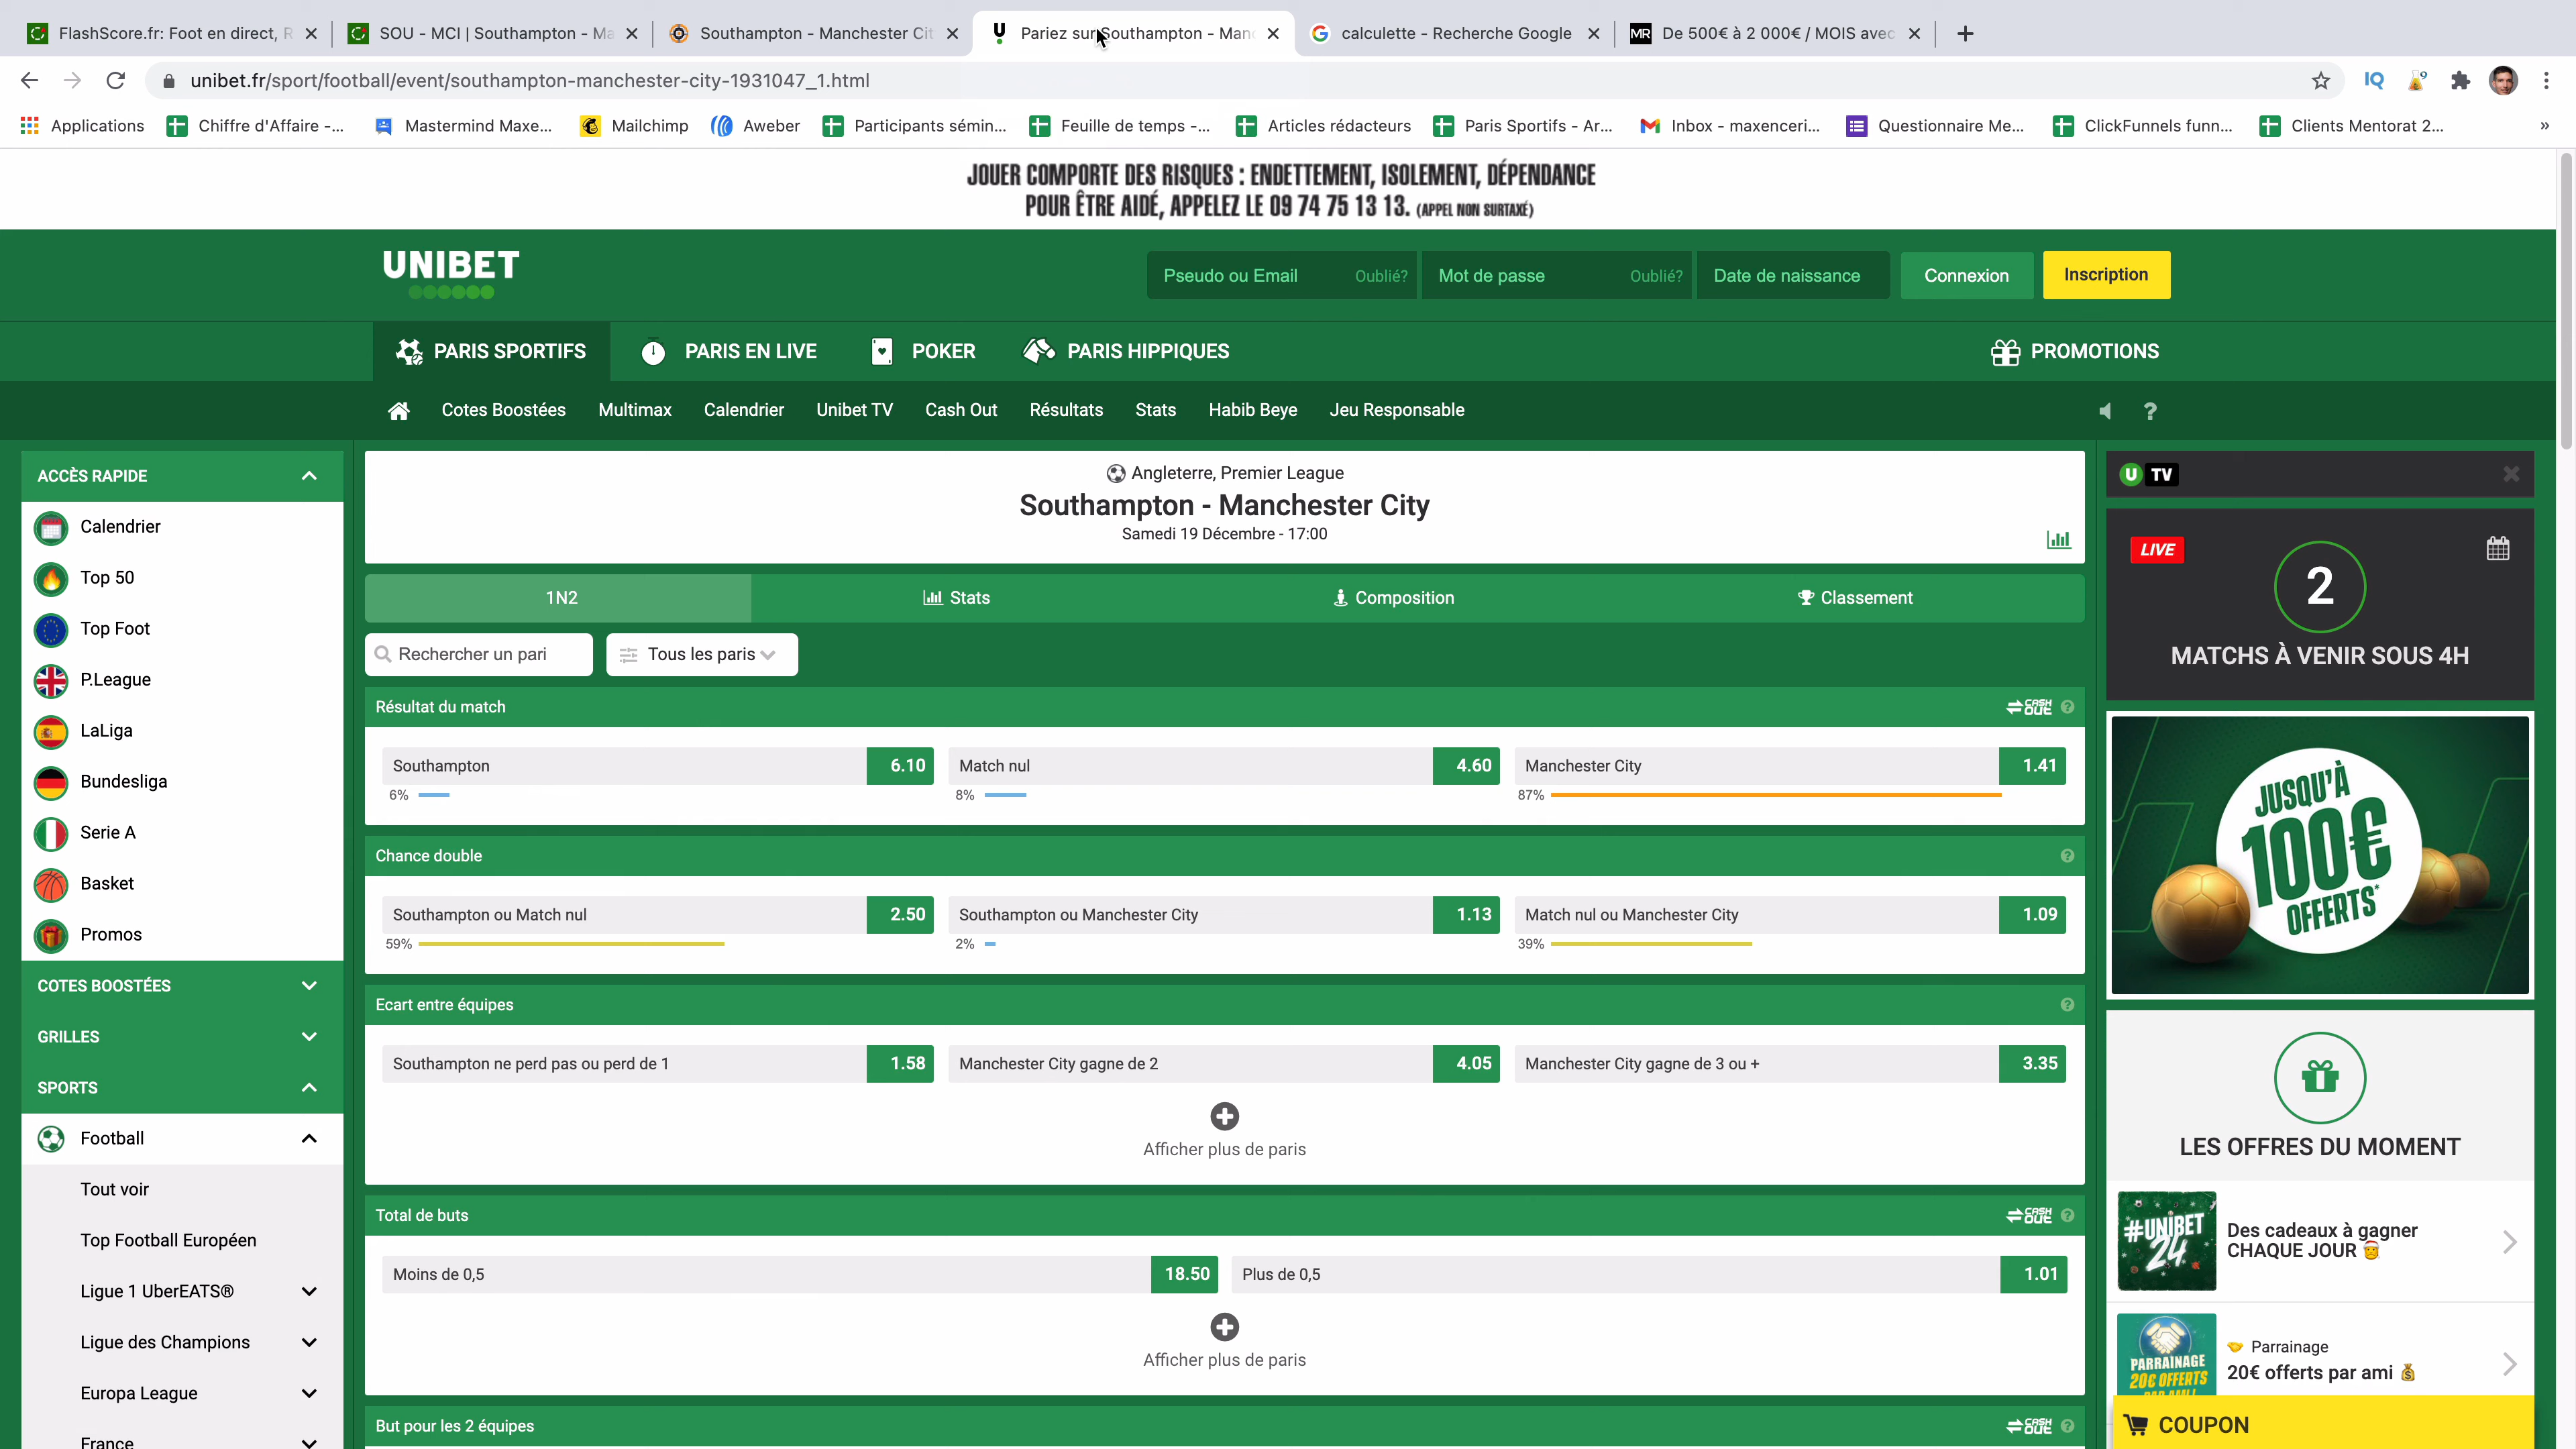 FlashScore.fr: Foot en direct, R
SOU - MCI | Southampton - Ma
Southampton - Manchester Cit
Pariez sur Southampton - Man
calculette - Recherche Google
MR De 500€ à 2 000€ / MOIS avec
unibet.fr/sport/football/event/southampton-manchester-city-1931047_1.html
IQ
9
Applications
Chiffre d'Affaire -...
Mastermind Maxe...
Mailchimp
Aweber
Participants sémin...
Feuille de temps -...
Articles rédacteurs
Paris Sportifs - Ar...
Inbox - maxenceri...
Questionnaire Me...
ClickFunnels funn...
Clients Mentorat 2...
»
JOUER COMPORTE DES RISQUES : ENDETTEMENT, ISOLEMENT, DÉPENDANCE
POUR ÊTRE AIDÉ, APPELEZ LE 09 74 75 13 13. (APPEL NON SURTAXÉ)
UNIBET
Pseudo ou Email Oublié?
Mot de passe Oublié?
Date de naissance
Connexion
Inscription
PARIS SPORTIFS
PARIS EN LIVE
POKER
PARIS HIPPIQUES
PROMOTIONS
Cotes Boostées
Multimax
Calendrier
Unibet TV
Cash Out
Résultats
Stats
Habib Beye
Jeu Responsable
?
ACCÈS RAPIDE
Calendrier
Top 50
Top Foot
P.League
LaLiga
Bundesliga
Serie A
Basket
Promos
COTES BOOSTÉES
GRILLES
SPORTS
Football
Tout voir
Top Football Européen
Ligue 1 UberEATS®
Ligue des Champions
Europa League
France
Angleterre, Premier League
Southampton - Manchester City
Samedi 19 Décembre - 17:00
1N2
Stats
Composition
Classement
Rechercher un pari
Tous les paris
Résultat du match
CASH OUT ?
Southampton 6.10
6%
Match nul 4.60
8%
Manchester City 1.41
87%
Chance double
?
Southampton ou Match nul 2.50
59%
Southampton ou Manchester City 1.13
2%
Match nul ou Manchester City 1.09
39%
Ecart entre équipes
?
Southampton ne perd pas ou perd de 1 1.58
Manchester City gagne de 2 4.05
Manchester City gagne de 3 ou + 3.35
Afficher plus de paris
Total de buts
CASH OUT ?
Moins de 0,5 18.50
Plus de 0,5 1.01
Afficher plus de paris
But pour les 2 équipes
CASH OUT ?
U TV
LIVE
2
MATCHS À VENIR SOUS 4H
JUSQU'À
100€
OFFERTS*
LES OFFRES DU MOMENT
#UNIBET
24
Des cadeaux à gagner
CHAQUE JOUR
PARRAINAGE
20€ OFFERTS
PAR AMI !
Parrainage
20€ offerts par ami
COUPON